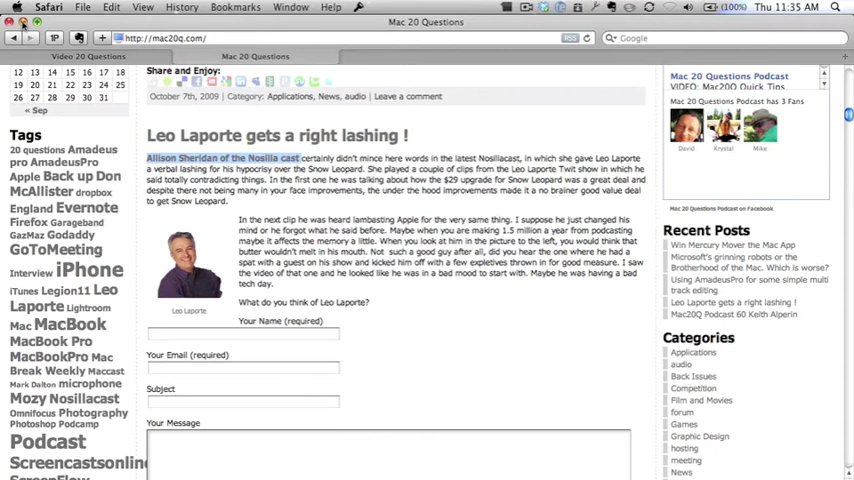 Safari File Edit View History Bookmarks Window Help (100%) Thu 11:35 AM
Mac 20 Questions
1P http://mac20q.com/ RSS Google
Video 20 Questions Mac 20 Questions
12 13 14 15 16 17 18
19 20 21 22 23 24 25
26 27 28 29 30 31
« Sep
Tags
20 questions Amadeus
pro AmadeusPro
Apple Back up Don
McAllister dropbox
England Evernote
Firefox Garageband
GazMaz Godaddy
GoToMeeting
Interview iPhone
iTunes Legion11 Leo
Laporte Lightroom
Mac MacBook
MacBook Pro
MacBookPro Mac
Break Weekly Maccast
Mark Dalton microphone
Mozy Nosillacast
Omnifocus Photography
Photoshop Podcamp
Podcast
Screencastsonline
ScreenFlow
Share and Enjoy:
October 7th, 2009 | Category: Applications, News, audio | Leave a comment
Leo Laporte gets a right lashing !
Allison Sheridan of the Nosilla cast certainly didn't mince here words in the latest Nosillacast, in which she gave Leo Laporte
a verbal lashing for his hypocrisy over the Snow Leopard. She played a couple of clips from the Leo Laporte Twit show in which he
said totally contradicting things. In the first one he was talking about how the $29 upgrade for Snow Leopard was a great deal and
despite there not being many in your face improvements, the under the hood improvements made it a no brainer good value deal
to get Snow Leopard.
In the next clip he was heard lambasting Apple for the very same thing. I suppose he just changed his
mind or he forgot what he said before. Maybe when you are making 1.5 million a year from podcasting
maybe it affects the memory a little. When you look at him in the picture to the left, you would think that
butter wouldn't melt in his mouth. Not such a good guy after all, did you hear the one where he had a
spat with a guest on his show and kicked him off with a few expletives thrown in for good measure. I saw
the video of that one and he looked like he was in a bad mood to start with. Maybe he was having a bad
tech day.
Leo Laporte
What do you think of Leo Laporte?
Your Name (required)
Your Email (required)
Subject
Your Message
Mac 20 Questions Podcast
VIDEO: Mac20Q Quick Tips
Mac 20Q Questions Podcast has 3 Fans
David Krystal Mike
Mac 20 Questions Podcast on Facebook
Recent Posts
Win Mercury Mover the Mac App
Microsoft's grinning robots or the
Brotherhood of the Mac. Which is worse?
Using AmadeusPro for some simple multi
track editing
Leo Laporte gets a right lashing !
Mac20Q Podcast 60 Keith Alperin
Categories
Applications
audio
Back Issues
Competition
Film and Movies
forum
Games
Graphic Design
hosting
meeting
News